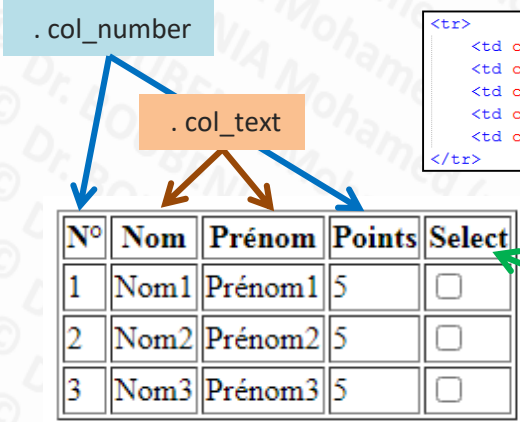 . col_number
. col_text
<tr>
<td
<td
<td
<td
<td
</tr>
N° Nom Prénom Points Select
1 Nom1 Prénom1 5
2 Nom2 Prénom2 5
3 Nom3 Prénom3 5